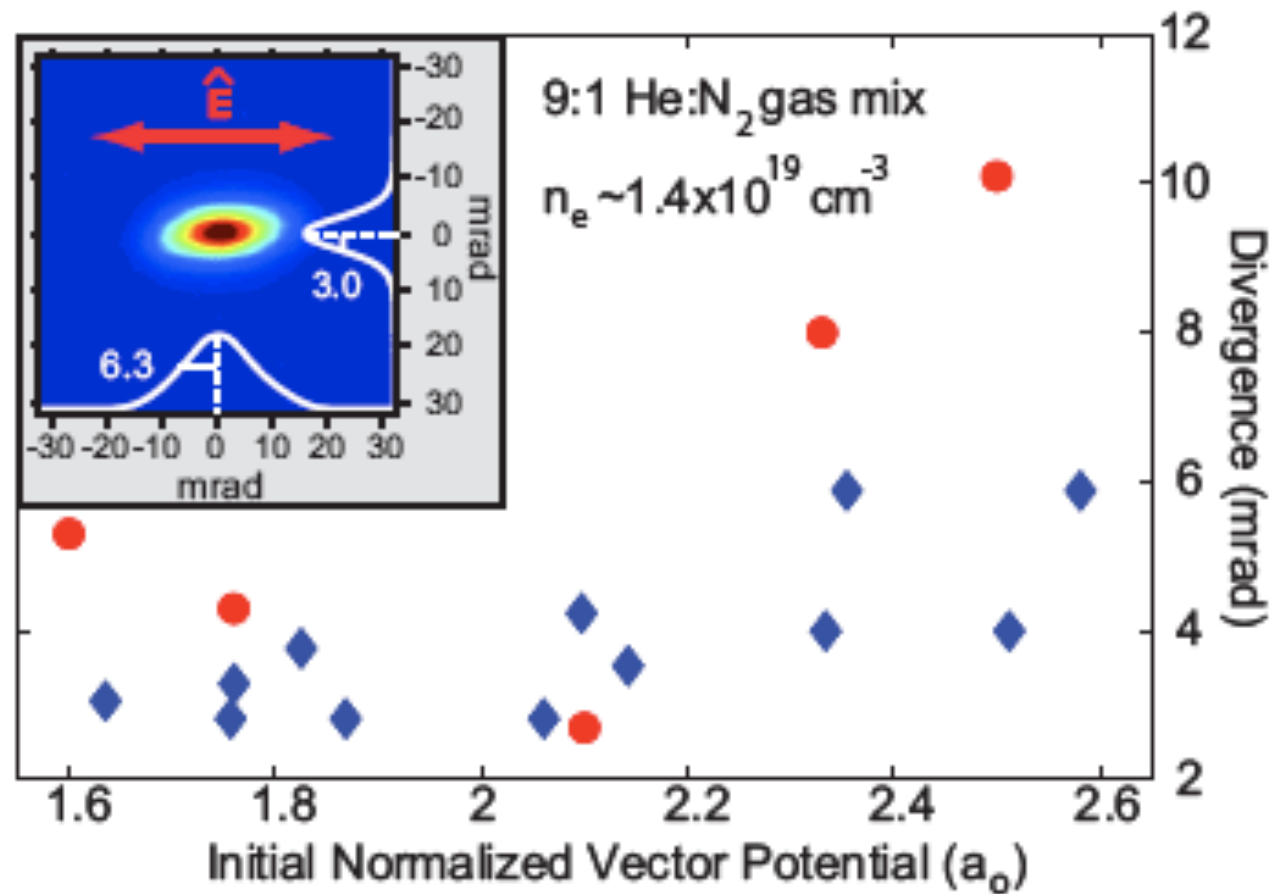 Ê
-30
-20
-10
0
10
20
30
mrad
3.0
6.3
-30 -20 -10 0 10 20 30
mrad
9:1 He:N₂ gas mix
nₑ ~1.4x10¹⁹ cm⁻³
12
10
8
6
4
2
Divergence (mrad)
1.6 1.8 2 2.2 2.4 2.6
Initial Normalized Vector Potential (aₒ)